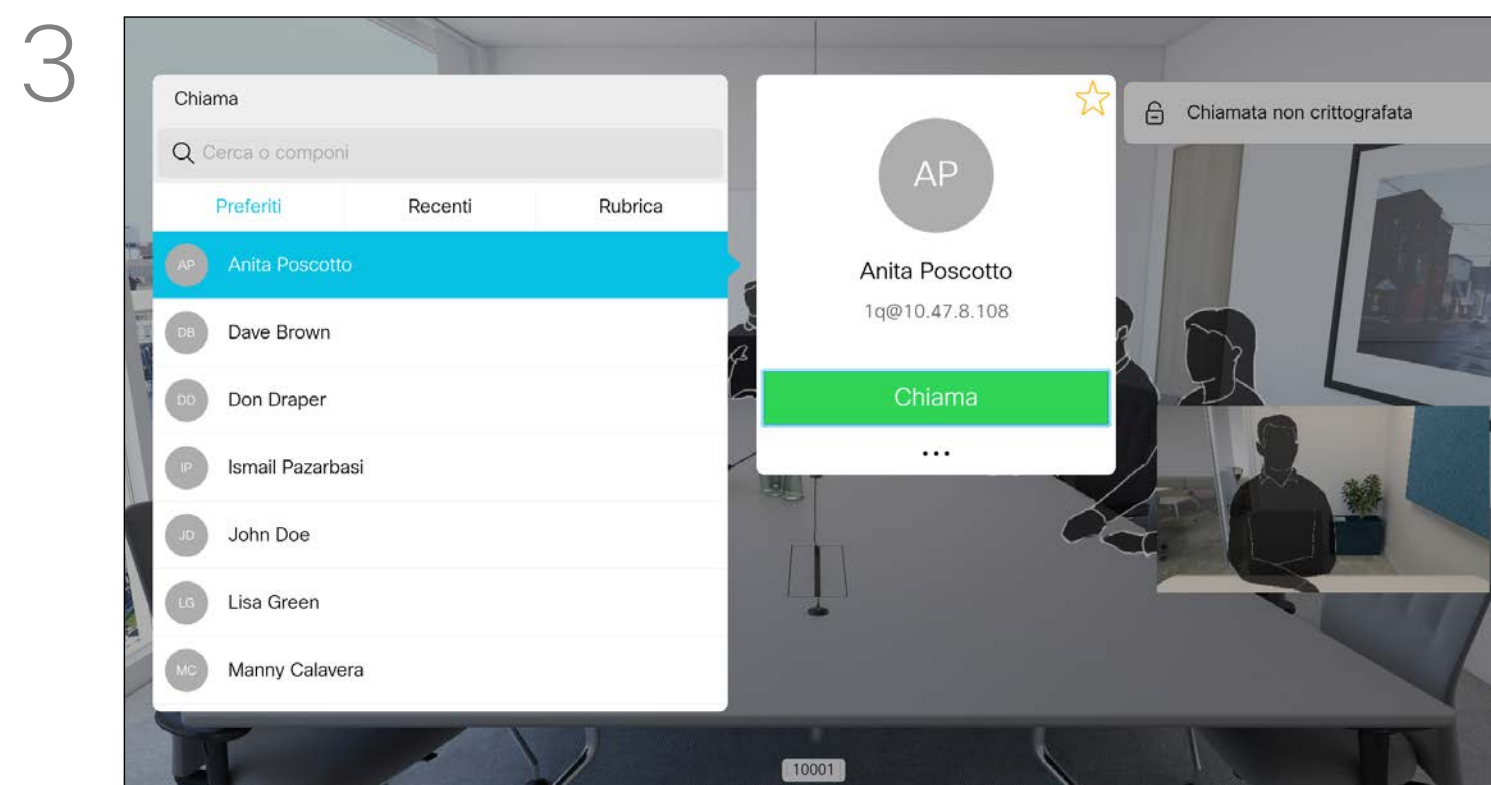 3
Chiama
Cerca o componi
Preferiti Recenti Rubrica
AP Anita Poscotto
DB Dave Brown
DD Don Draper
IP Ismail Pazarbasi
JD John Doe
LG Lisa Green
MC Manny Calavera
AP
Anita Poscotto
1q@10.47.8.108
Chiama
...
Chiamata non crittografata
10001